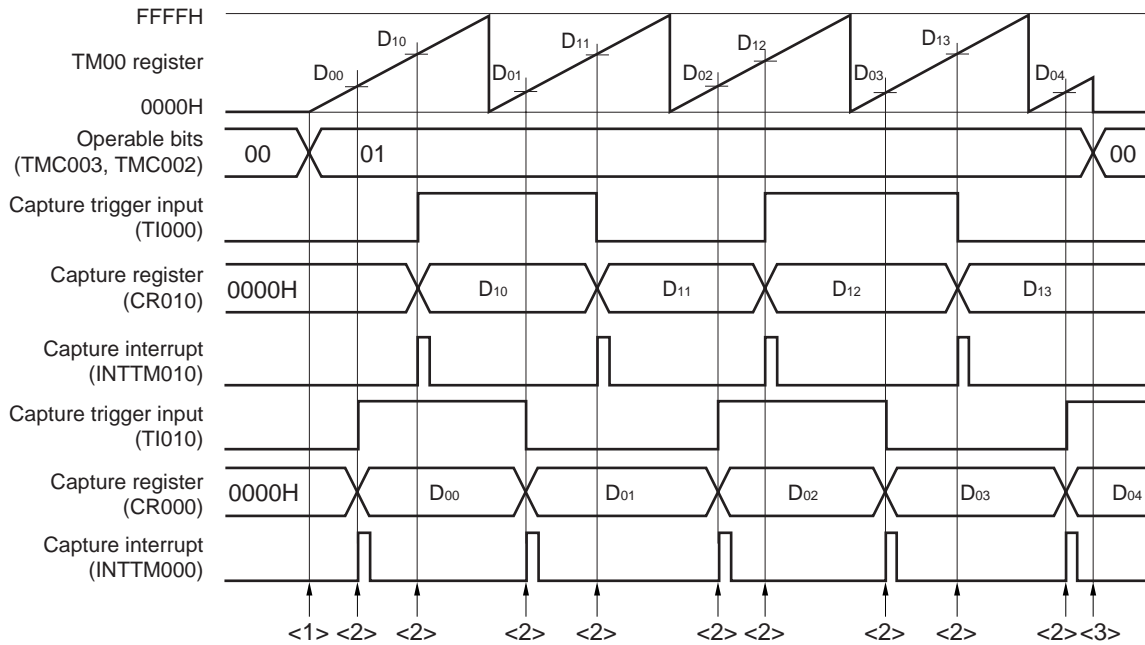 FFFFH
TM00 register
0000H
D00
D10
D01
D11
D02
D12
D03
D13
D04
Operable bits
(TMC003, TMC002)
00
01
00
Capture trigger input
(TI000)
Capture register
(CR010)
0000H
D10
D11
D12
D13
Capture interrupt
(INTTM010)
Capture trigger input
(TI010)
Capture register
(CR000)
0000H
D00
D01
D02
D03
D04
Capture interrupt
(INTTM000)
<1> <2> <2> <2> <2> <2> <2> <2> <2> <2> <3>